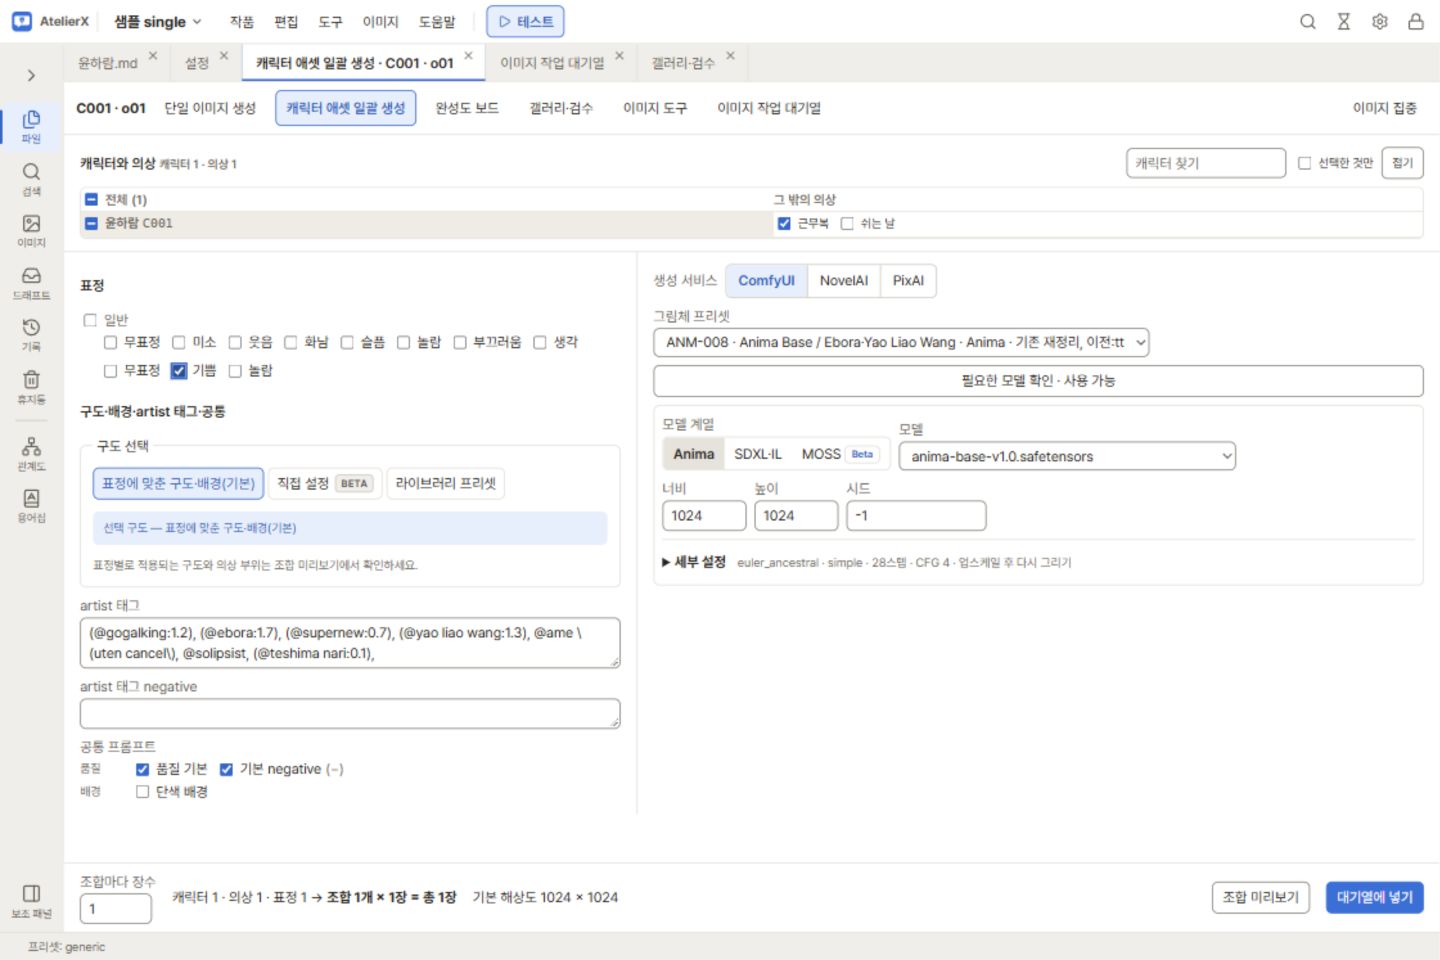 AtelierX 샘플 single 작품 편집 도구 이미지 도움말 테스트
윤하람.md 설정 캐릭터 애셋 일괄 생성 · C001 · o01 이미지 작업 대기열 갤러리·검수
C001 · o01 단일 이미지 생성 캐릭터 애셋 일괄 생성 완성도 보드 갤러리·검수 이미지 도구 이미지 작업 대기열 이미지 집중
파일
검색
이미지
드래프트
기록
휴지통
관계도
용어집
보조 패널
캐릭터와 의상 캐릭터 1 · 의상 1 캐릭터 찾기 선택한 것만 접기
전체 (1) 그 밖의 의상
윤하람 C001 근무복 쉬는 날
표정
일반
무표정 미소 웃음 화남 슬픔 놀람 부끄러움 생각
무표정 기쁨 놀람
구도·배경·artist 태그·공통
구도 선택
표정에 맞춘 구도·배경(기본) 직접 설정 BETA 라이브러리 프리셋
선택 구도 — 표정에 맞춘 구도·배경(기본)
표정별로 적용되는 구도와 의상 부위는 조합 미리보기에서 확인하세요.
artist 태그
(@gogalking:1.2), (@ebora:1.7), (@supernew:0.7), (@yao liao wang:1.3), @ame \
(uten cancel\), @solipsist, (@teshima nari:0.1),
artist 태그 negative
공통 프롬프트
품질 품질 기본 기본 negative (−)
배경 단색 배경
생성 서비스 ComfyUI NovelAI PixAI
그림체 프리셋
ANM-008 · Anima Base / Ebora·Yao Liao Wang · Anima · 기존 재정리, 이전:tt
필요한 모델 확인 · 사용 가능
모델 계열 모델
Anima SDXL·IL MOSS Beta anima-base-v1.0.safetensors
너비 높이 시드
1024 1024 -1
▶ 세부 설정 euler_ancestral · simple · 28스텝 · CFG 4 · 업스케일 후 다시 그리기
조합마다 장수
1 캐릭터 1 · 의상 1 · 표정 1 → 조합 1개 × 1장 = 총 1장 기본 해상도 1024 × 1024 조합 미리보기 대기열에 넣기
프리셋: generic